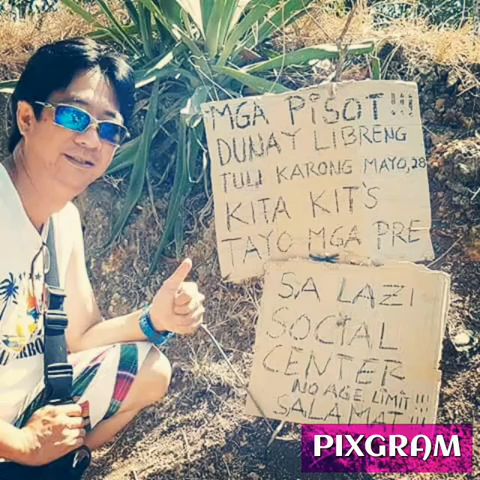 MGA PISOT!!!
DUNAY LIBRENG
TULI KARONG MAYO,28
KITA KIT'S
TAYO MGA PRE
SA LAZI
SOCIAL
CENTER
NO AGE LIMIT!!!
SALAMAT!!!
PIXGRAM